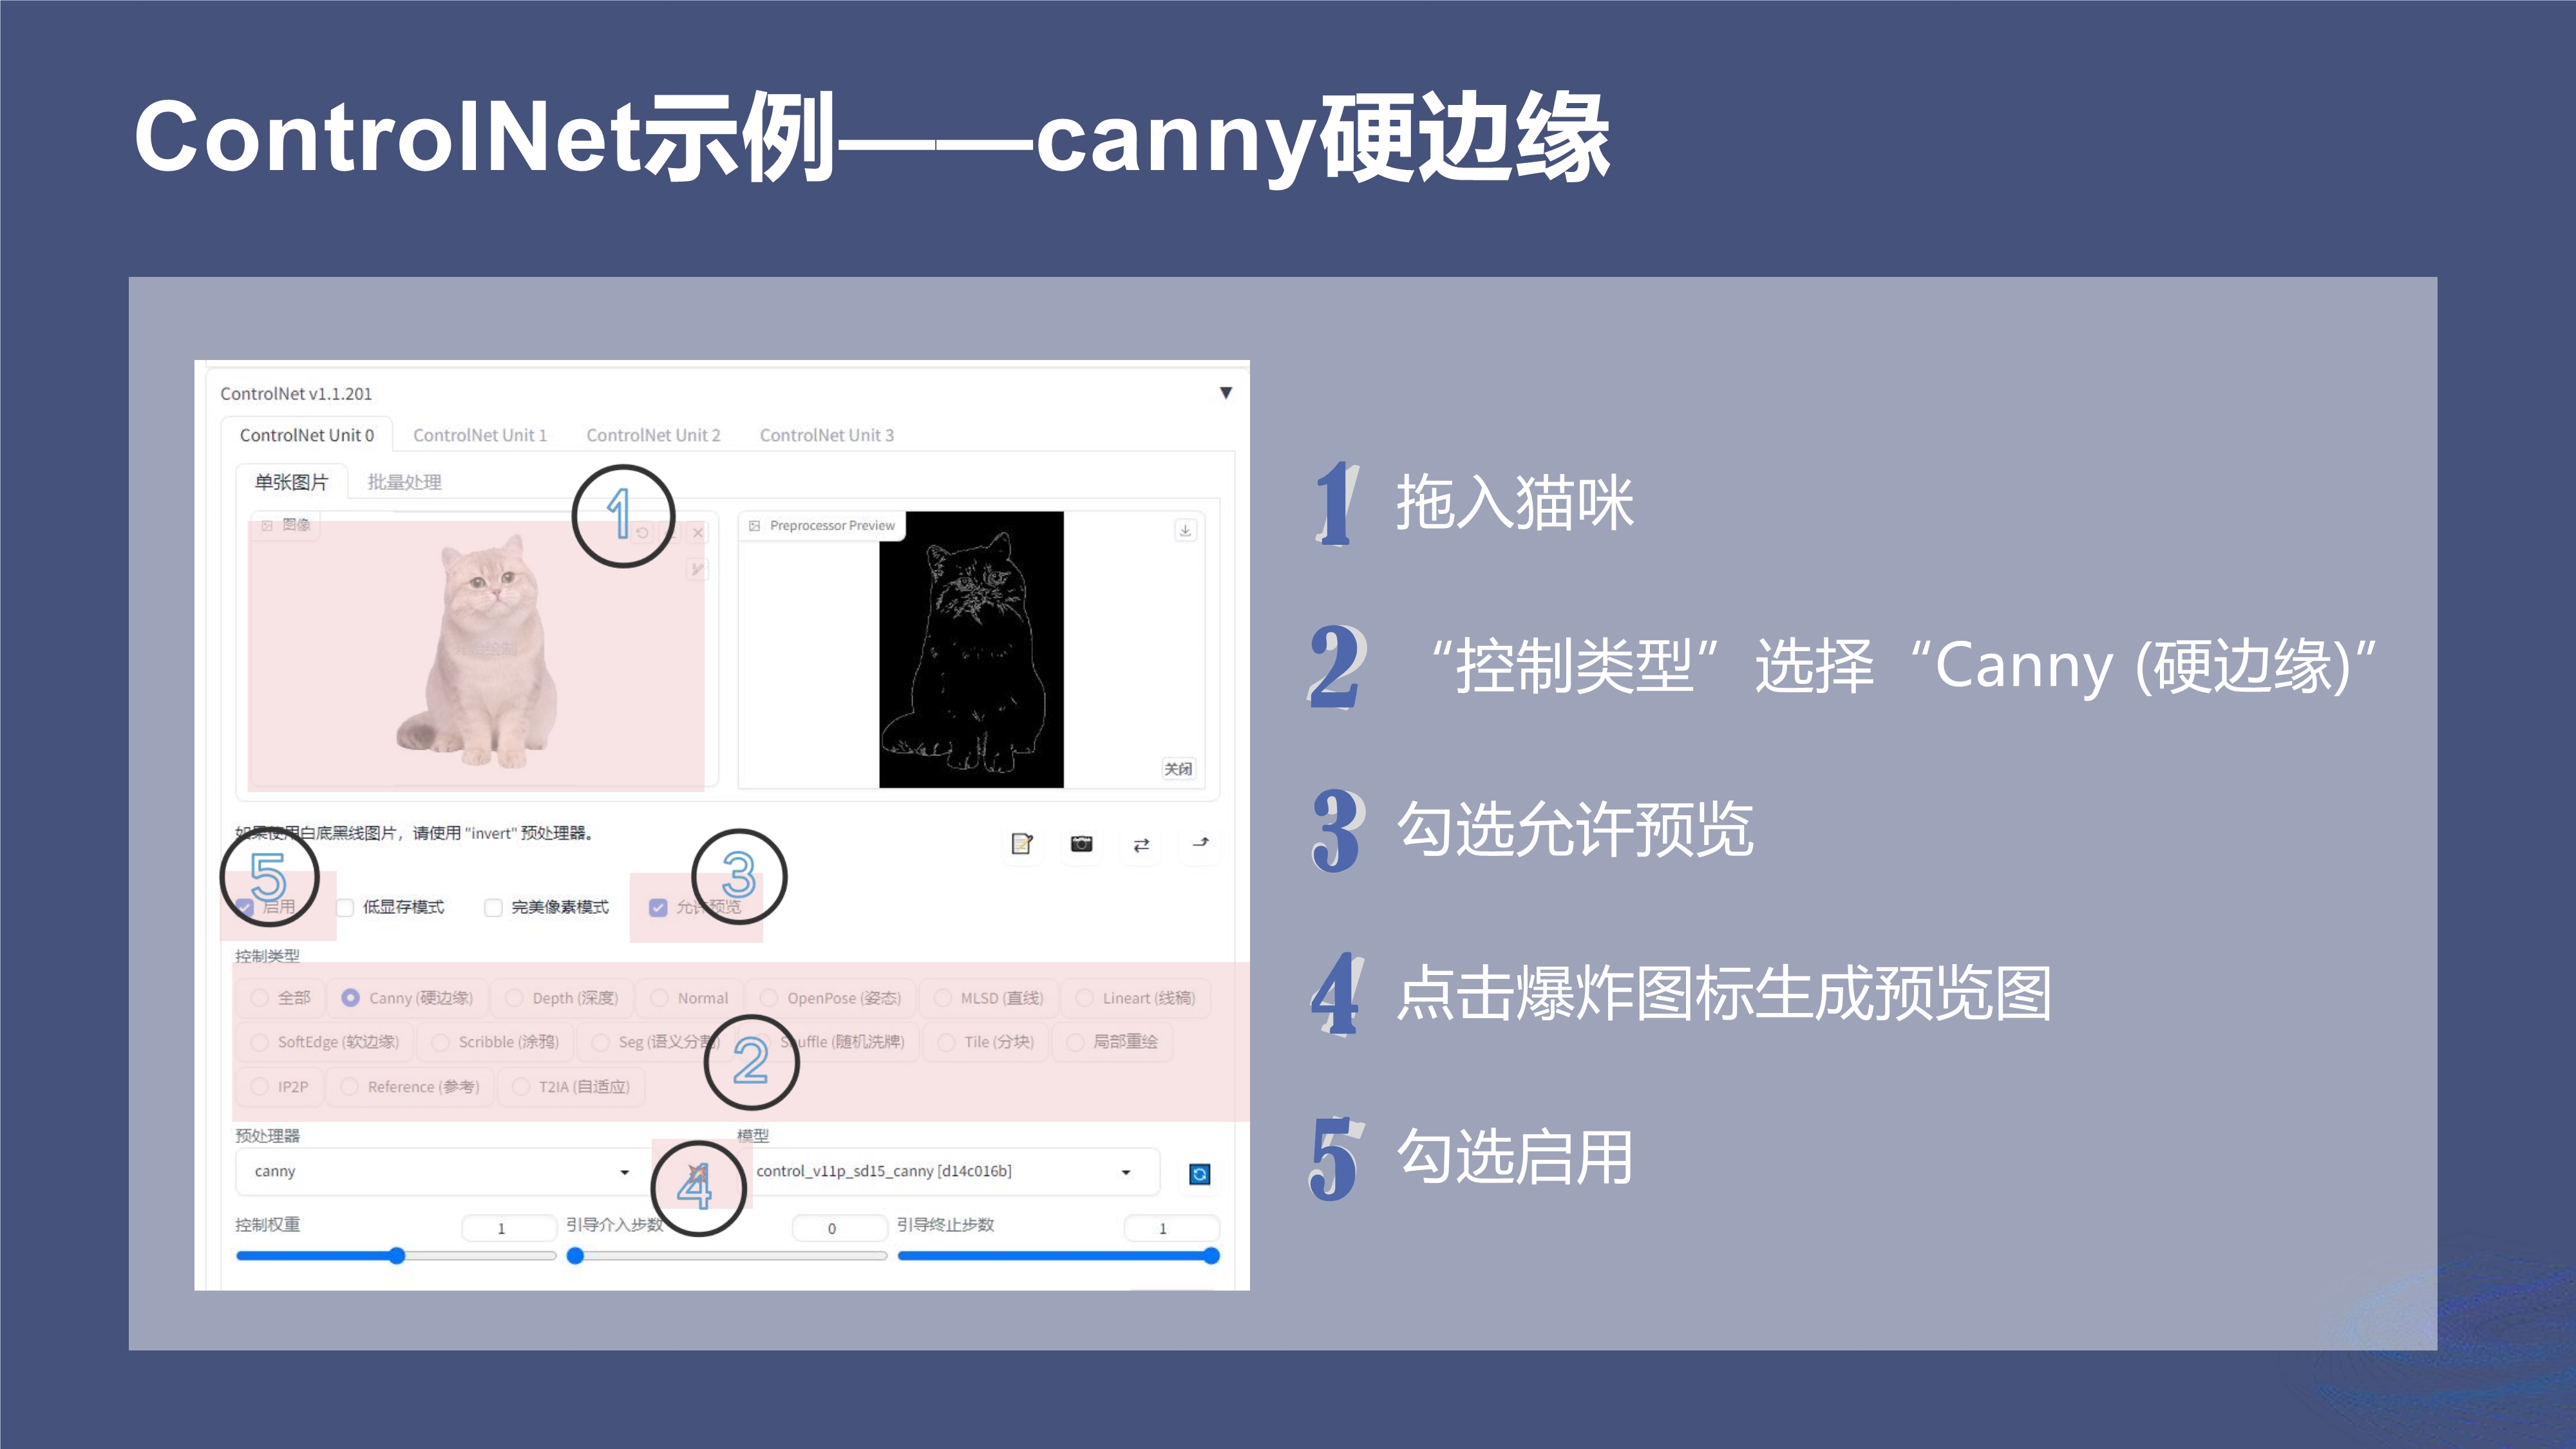 ControlNet示例——canny硬边缘
ControlNet v1.1.201
ControlNet Unit 0 ControlNet Unit 1 ControlNet Unit 2 ControlNet Unit 3
单张图片 批量处理
1
图像
Preprocessor Preview
开始绘制
关闭
如果使用白底黑线图片，请使用 "invert" 预处理器。
5
3
启用 低显存模式 完美像素模式 允许预览
控制类型
全部 Canny (硬边缘) Depth (深度) Normal OpenPose (姿态) MLSD (直线) Lineart (线稿)
SoftEdge (软边缘) Scribble (涂鸦) Seg (语义分割) Shuffle (随机洗牌) Tile (分块) 局部重绘
2
IP2P Reference (参考) T2IA (自适应)
预处理器 模型
canny control_v11p_sd15_canny [d14c016b]
4
控制权重 1 引导介入步数 0 引导终止步数 1
1 拖入猫咪
2 “控制类型”选择“Canny (硬边缘)”
3 勾选允许预览
4 点击爆炸图标生成预览图
5 勾选启用